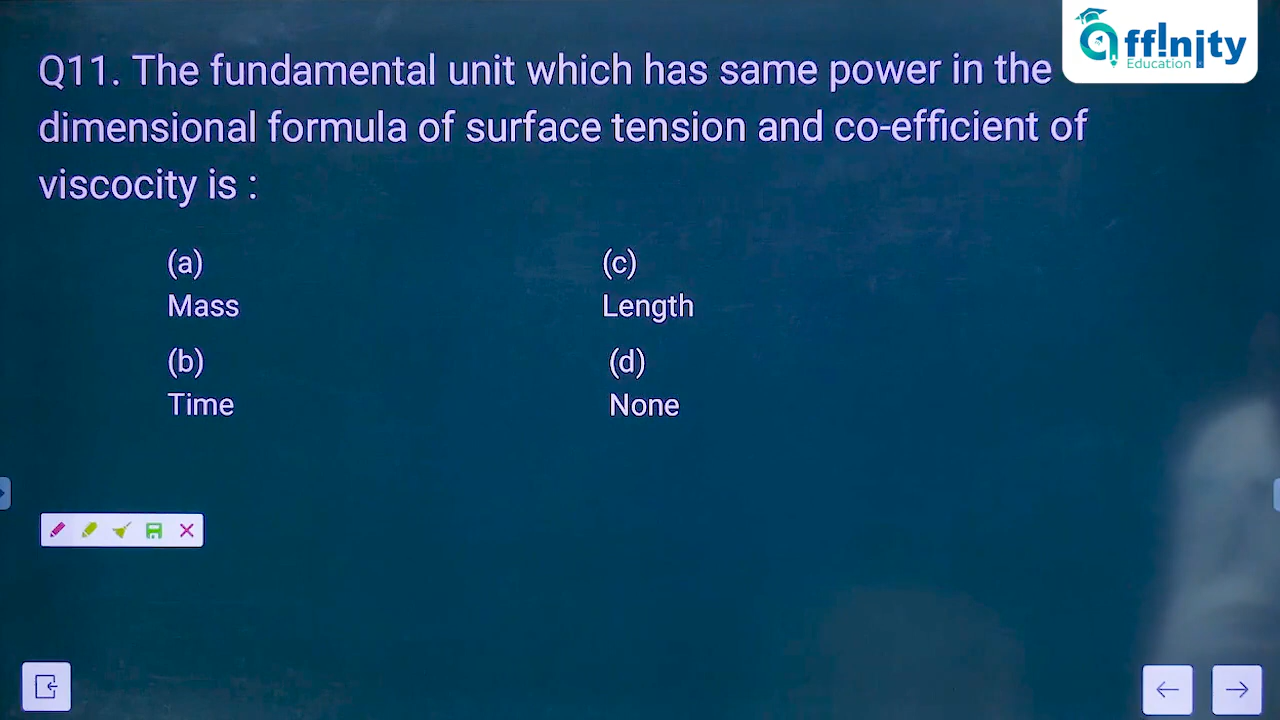 Q11. The fundamental unit which has same power in the
dimensional formula of surface tension and co-efficient of
viscocity is :
(a)
Mass
(c)
Length
(b)
Time
(d)
None
Aff!nity
Education